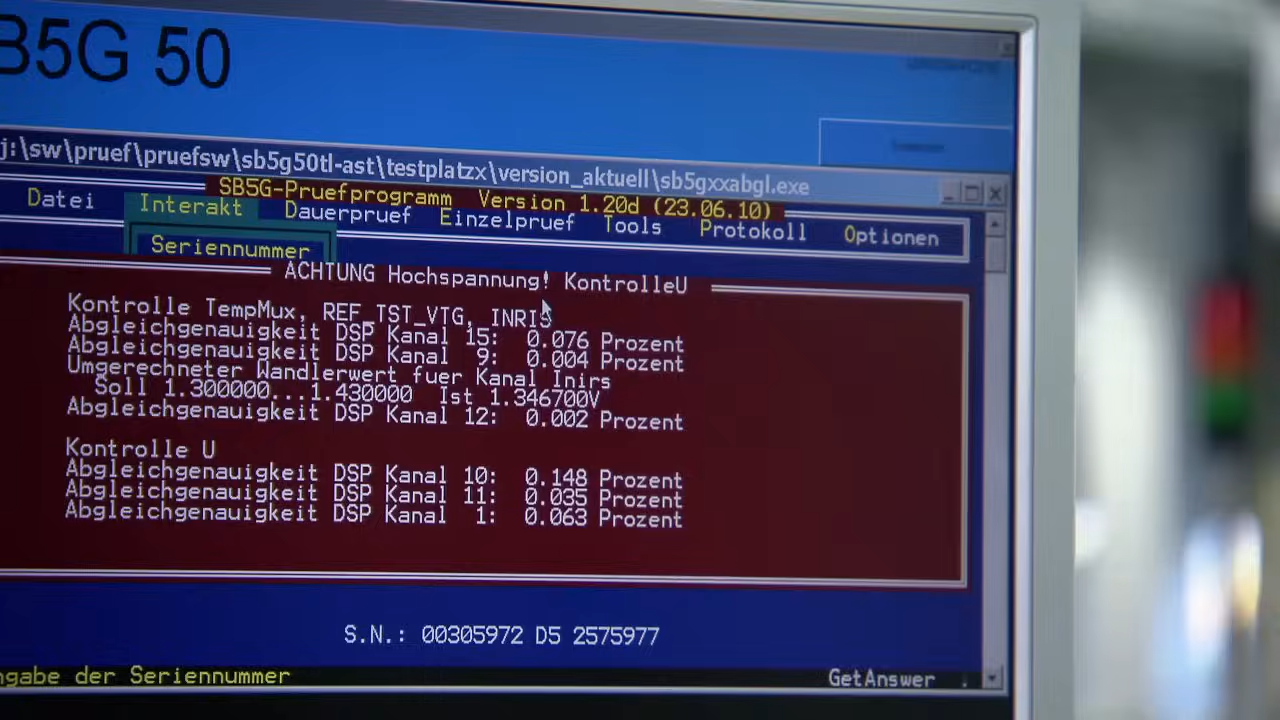 B5G 50
j:\sw\pruef\pruefsw\sb5g50tl-ast\testplatzx\version_aktuell\sb5gxxabgl.exe
SB5G-Pruefprogramm Version 1.20d (23.06.10)
Datei Interakt Dauerpruef Einzelpruef Tools Protokoll Optionen
Seriennummer
ACHTUNG Hochspannung! KontrolleU
Kontrolle TempMux, REF_TST_VTG, INRIS
Abgleichgenauigkeit DSP Kanal 15: 0.076 Prozent
Abgleichgenauigkeit DSP Kanal 9: 0.004 Prozent
Umgerechneter Wandlerwert fuer Kanal Inirs
Soll 1.300000...1.430000 Ist 1.346700V
Abgleichgenauigkeit DSP Kanal 12: 0.002 Prozent
Kontrolle U
Abgleichgenauigkeit DSP Kanal 10: 0.148 Prozent
Abgleichgenauigkeit DSP Kanal 11: 0.035 Prozent
Abgleichgenauigkeit DSP Kanal 1: 0.063 Prozent
S.N.: 00305972 D5 2575977
ngabe der Seriennummer GetAnswer